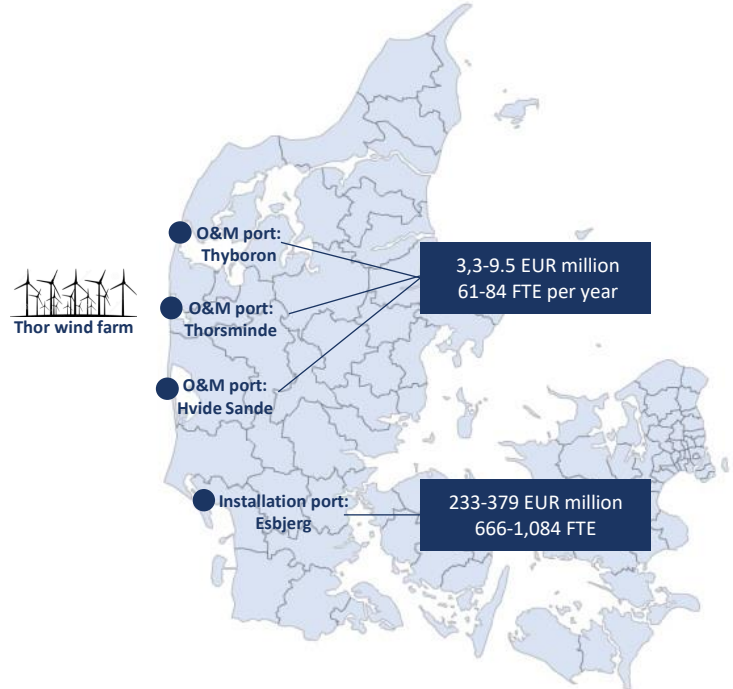 O&M port:
Thyboron
3,3-9.5 EUR million
61-84 FTE per year
Thor wind farm
O&M port:
Thorsminde
O&M port:
Hvide Sande
Installation port:
Esbjerg
233-379 EUR million
666-1,084 FTE